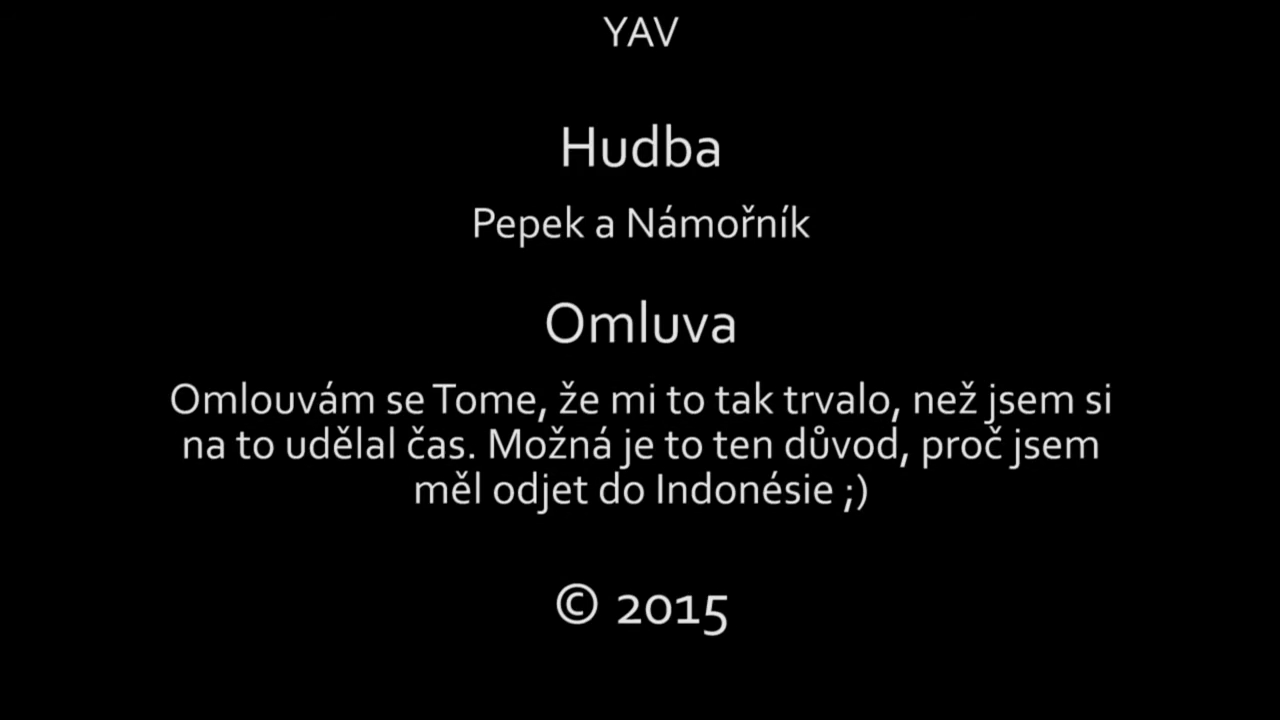 YAV
Hudba
Pepek a Námořník
Omluva
Omlouvám se Tome, že mi to tak trvalo, než jsem si
na to udělal čas. Možná je to ten důvod, proč jsem
měl odjet do Indonésie ;)
© 2015